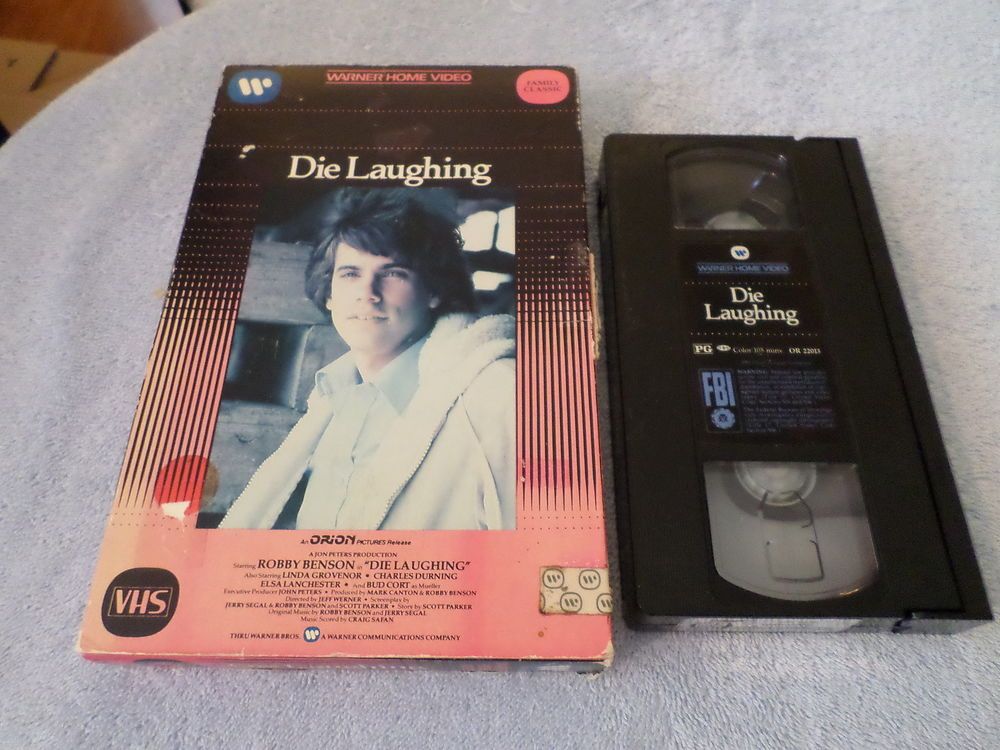 WARNER HOME VIDEO
FAMILY
CLASSIC
Die Laughing
An ORION PICTURES Release
A JON PETERS PRODUCTION
Starring ROBBY BENSON in "DIE LAUGHING"
Also Starring LINDA GROVENOR • CHARLES DURNING
ELSA LANCHESTER • And BUD CORT as Mueller
Executive Producer JOHN PETERS • Produced by MARK CANTON & ROBBY BENSON
Directed by JEFF WERNER • Screenplay by
JERRY SEGAL & ROBBY BENSON and SCOTT PARKER • Story by SCOTT PARKER
Original Music by ROBBY BENSON and JERRY SEGAL
Music Scored by CRAIG SAFAN
THRU WARNER BROS. A WARNER COMMUNICATIONS COMPANY
VHS
WARNER HOME VIDEO
Die
Laughing
PG Color 108 mins OR 22013
FBI
WARNING: